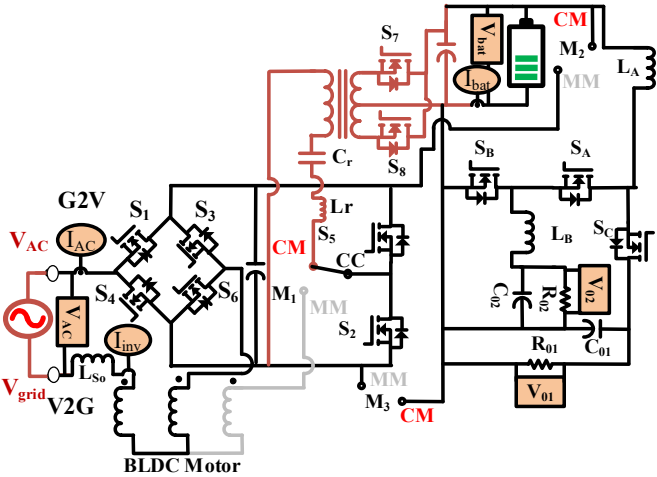 CM
S7
Vbat
M2
LA
Ibat
MM
S8
Cr
SB
SA
G2V
S1
S3
Lr
LB
SC
VAC
IAC
S5
CM
CC
S4
S6
M1
MM
S2
C02
R02
V02
VAC
Iinv
C01
R01
LSo
Vgrid
V2G
MM
M3
CM
V01
BLDC Motor